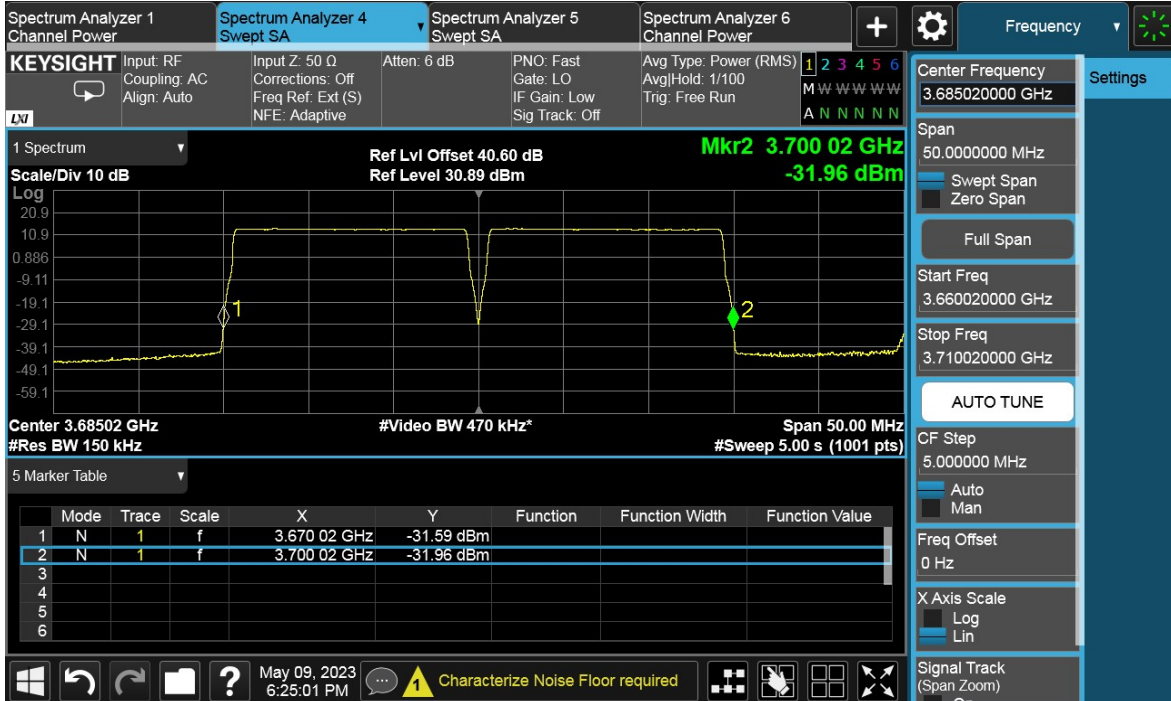 Spectrum Analyzer 1
Channel Power
Spectrum Analyzer 4
Swept SA
Spectrum Analyzer 5
Swept SA
Spectrum Analyzer 6
Channel Power
+
Frequency
KEYSIGHT
LXI
Input: RF
Coupling: AC
Align: Auto
Input Z: 50 Ω
Corrections: Off
Freq Ref: Ext (S)
NFE: Adaptive
Atten: 6 dB
PNO: Fast
Gate: LO
IF Gain: Low
Sig Track: Off
Avg Type: Power (RMS)
Avg|Hold: 1/100
Trig: Free Run
1 2 3 4 5 6
M W W W W W
A N N N N N
1 Spectrum
Scale/Div 10 dB
Ref Lvl Offset 40.60 dB
Ref Level 30.89 dBm
Mkr2 3.700 02 GHz
-31.96 dBm
Log
20.9
10.9
0.886
-9.11
-19.1
-29.1
-39.1
-49.1
-59.1
1
2
Center 3.68502 GHz
#Video BW 470 kHz*
Span 50.00 MHz
#Res BW 150 kHz
#Sweep 5.00 s (1001 pts)
5 Marker Table
Mode Trace Scale X Y Function Function Width Function Value
1 N 1 f 3.670 02 GHz -31.59 dBm
2 N 1 f 3.700 02 GHz -31.96 dBm
3
4
5
6
Center Frequency
3.685020000 GHz
Settings
Span
50.0000000 MHz
Swept Span
Zero Span
Full Span
Start Freq
3.660020000 GHz
Stop Freq
3.710020000 GHz
AUTO TUNE
CF Step
5.000000 MHz
Auto
Man
Freq Offset
0 Hz
X Axis Scale
Log
Lin
Signal Track
(Span Zoom)
?
May 09, 2023
6:25:01 PM
1
Characterize Noise Floor required